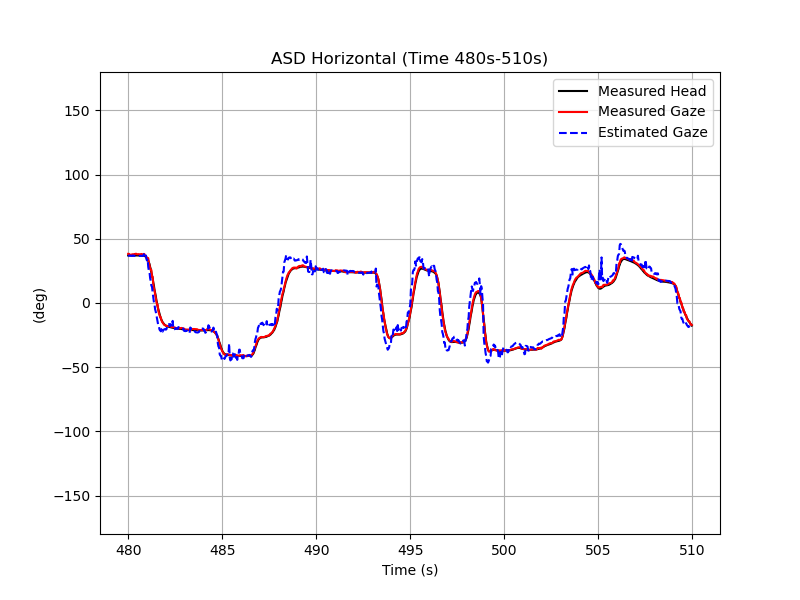 ASD Horizontal (Time 480s-510s)
Measured Head
Measured Gaze
Estimated Gaze
150
100
50
0
−50
−100
−150
(deg)
480
485
490
495
500
505
510
Time (s)